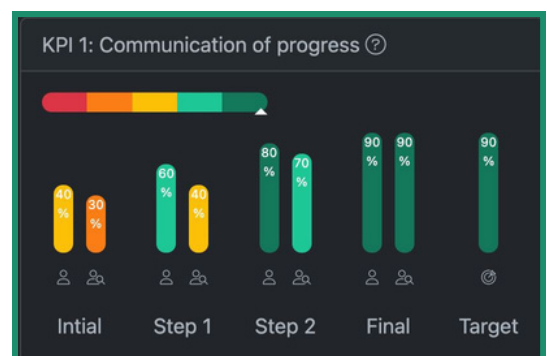 KPI 1: Communication of progress ?
40 %
30 %
60 %
40 %
80 %
70 %
90 %
90 %
90 %
Intial
Step 1
Step 2
Final
Target